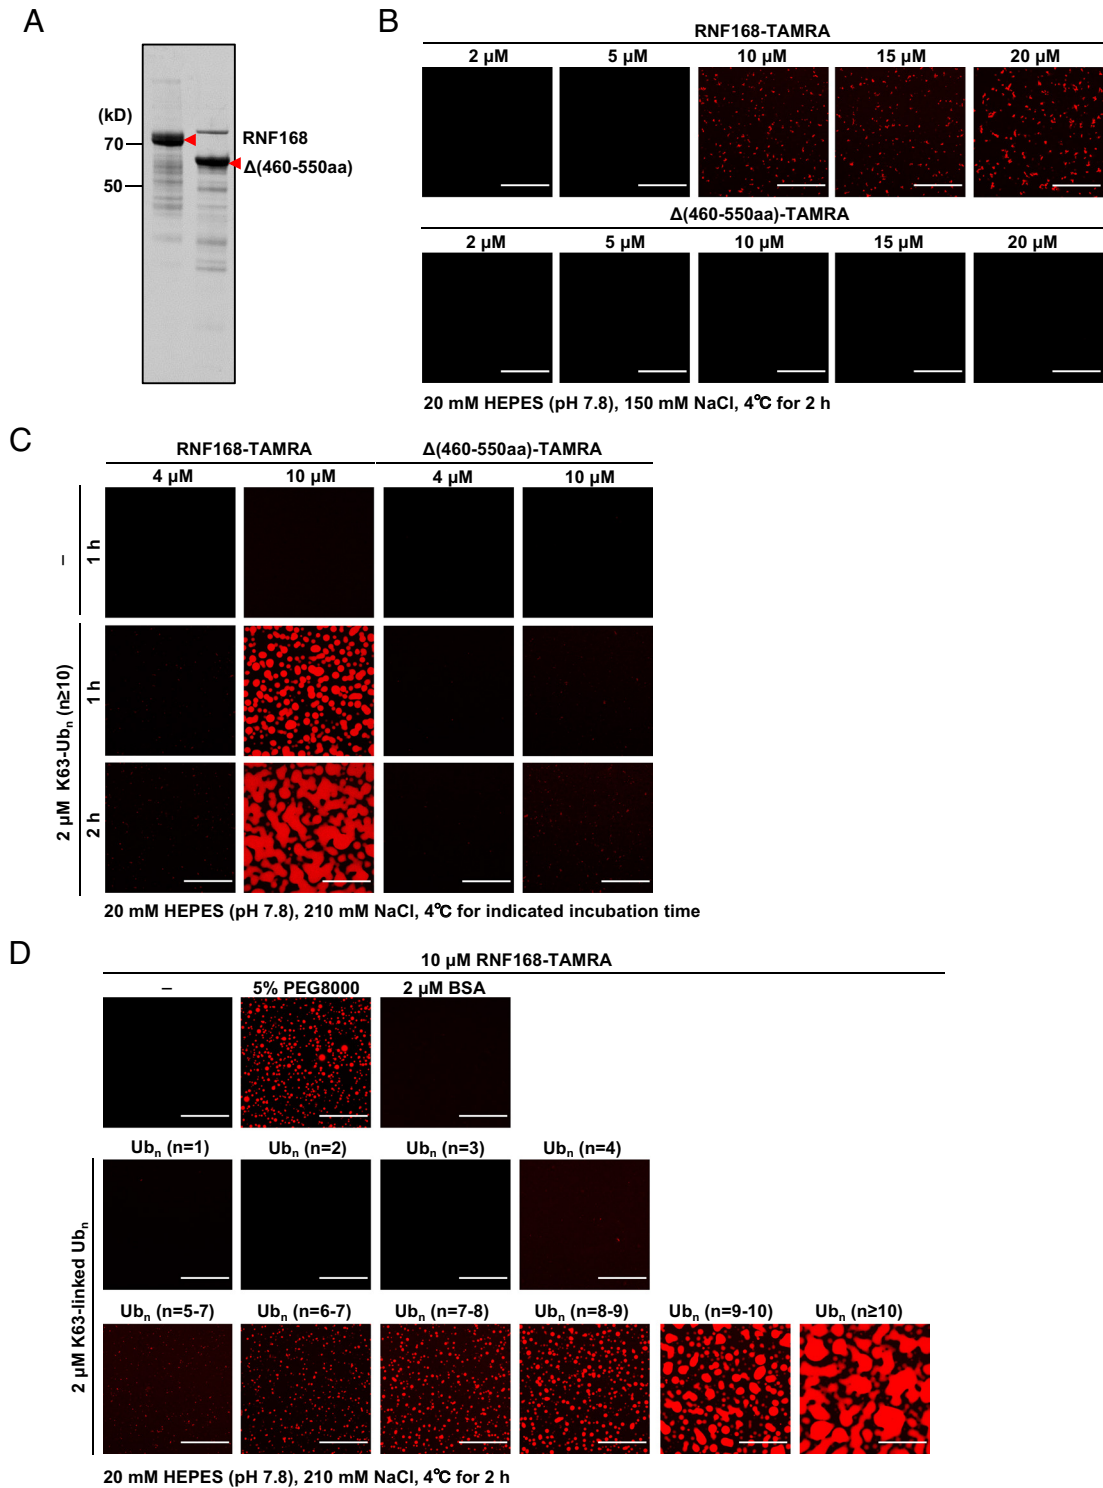 A
(kD)
70
50
RNF168
Δ(460-550aa)
B
RNF168-TAMRA
2 μM 5 μM 10 μM 15 μM 20 μM
Δ(460-550aa)-TAMRA
2 μM 5 μM 10 μM 15 μM 20 μM
20 mM HEPES (pH 7.8), 150 mM NaCl, 4℃ for 2 h
C
RNF168-TAMRA Δ(460-550aa)-TAMRA
4 μM 10 μM 4 μM 10 μM
–
1 h
2 μM K63-Ubn (n≥10)
1 h
2 h
20 mM HEPES (pH 7.8), 210 mM NaCl, 4℃ for indicated incubation time
D
10 μM RNF168-TAMRA
– 5% PEG8000 2 μM BSA
2 μM K63-linked Ubn
Ubn (n=1) Ubn (n=2) Ubn (n=3) Ubn (n=4)
Ubn (n=5-7) Ubn (n=6-7) Ubn (n=7-8) Ubn (n=8-9) Ubn (n=9-10) Ubn (n≥10)
20 mM HEPES (pH 7.8), 210 mM NaCl, 4℃ for 2 h